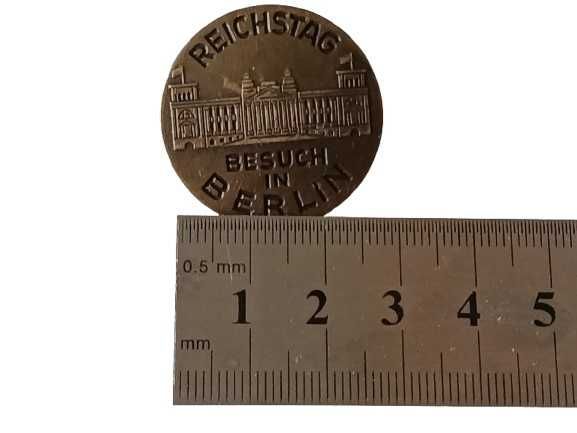 REICHSTAG
BESUCH
IN
BERLIN
0.5 mm
1 2 3 4 5
mm